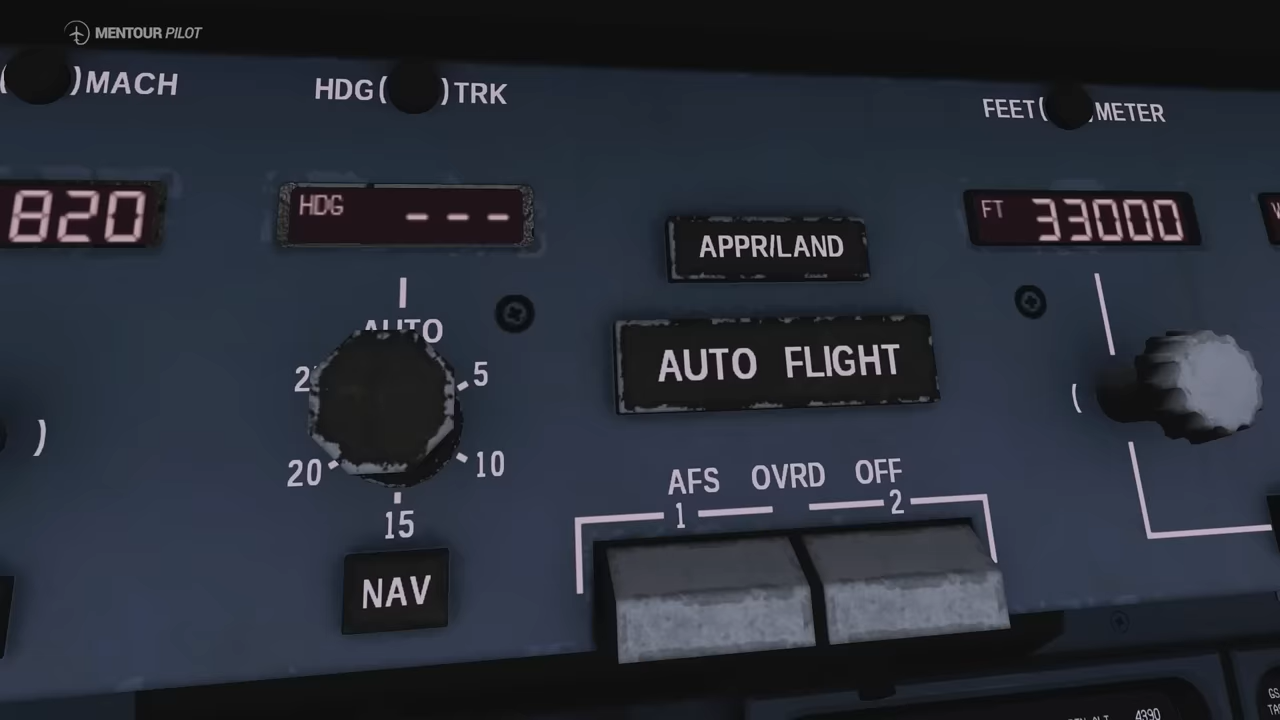 MENTOUR PILOT
( ) MACH
HDG ( ) TRK
FEET ( ) METER
820
HDG ---
FT 33000
APPR/LAND
AUTO
5
10
15
20
AUTO FLIGHT
AFS OVRD OFF
1 2
NAV
4390